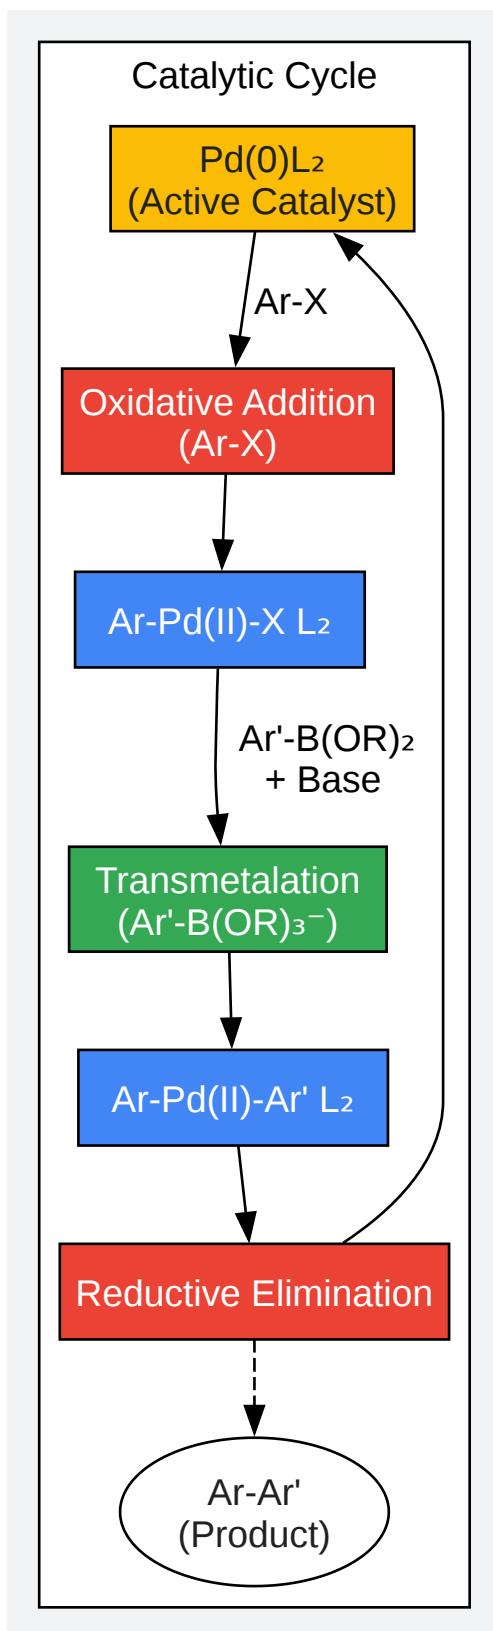 Catalytic Cycle
Pd(0)L₂
(Active Catalyst)
Ar-X
Oxidative Addition
(Ar-X)
Ar-Pd(II)-X L₂
Ar'-B(OR)₂
+ Base
Transmetalation
(Ar'-B(OR)₃⁻)
Ar-Pd(II)-Ar' L₂
Reductive Elimination
Ar-Ar'
(Product)